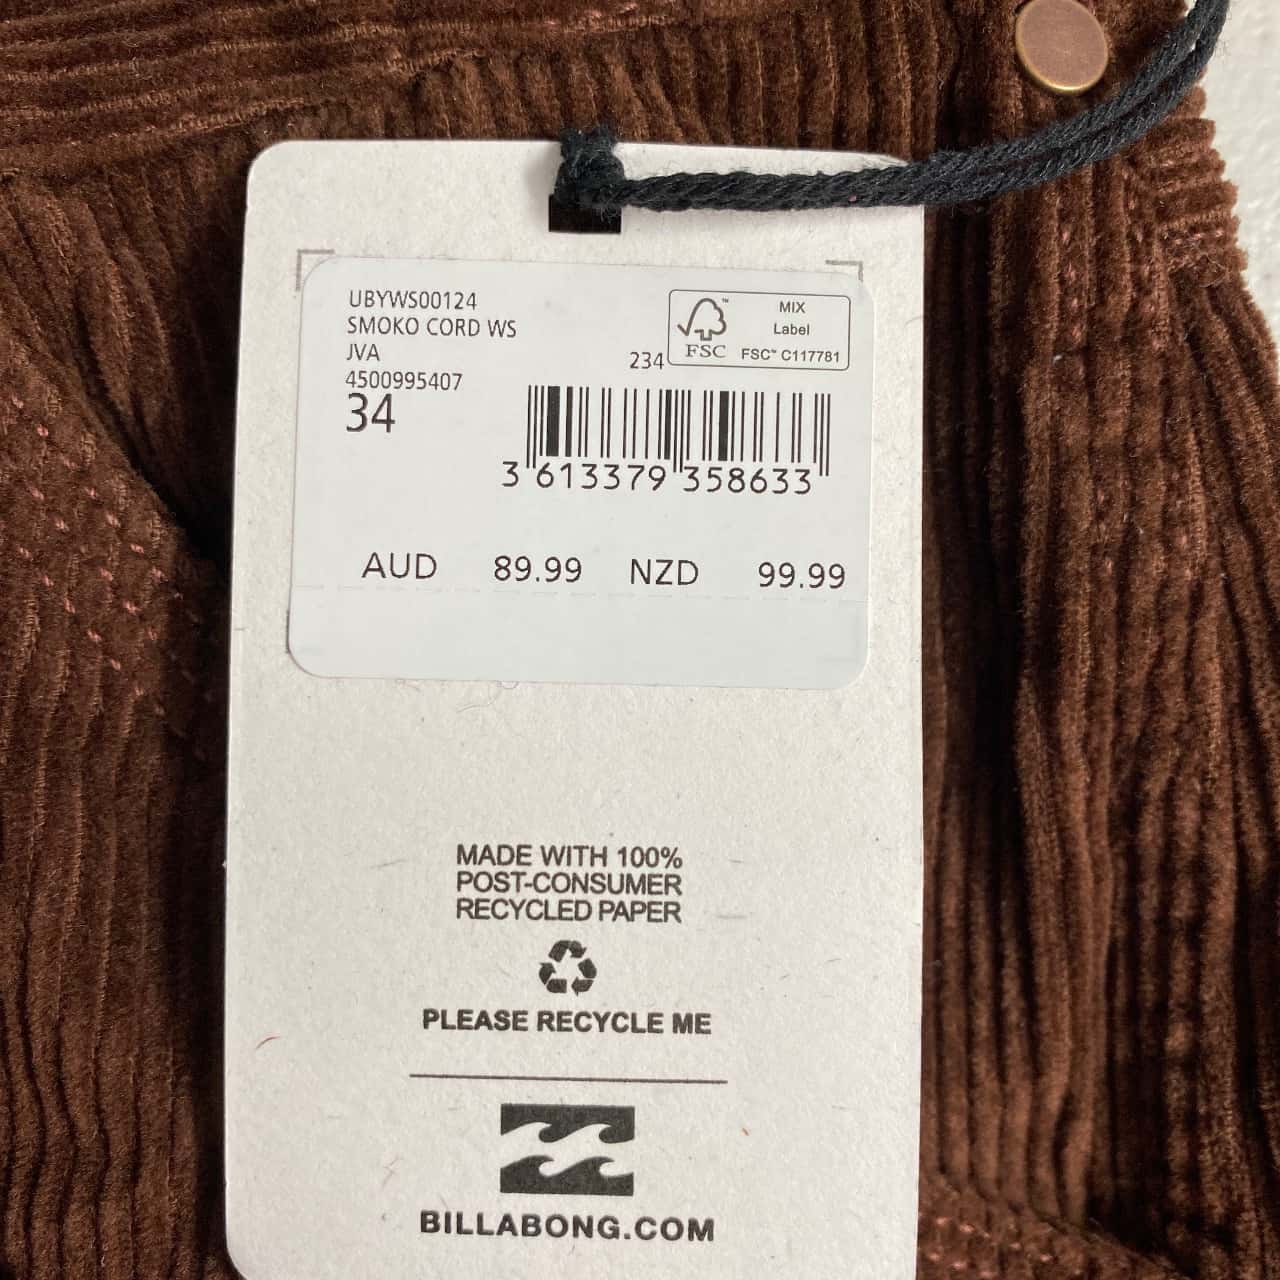 UBYWS00124
SMOKO CORD WS
JVA
4500995407
34
234
MIX
Label
FSC™ C117781
FSC
3 613379 358633
AUD 89.99 NZD 99.99
MADE WITH 100%
POST-CONSUMER
RECYCLED PAPER
PLEASE RECYCLE ME
BILLABONG.COM